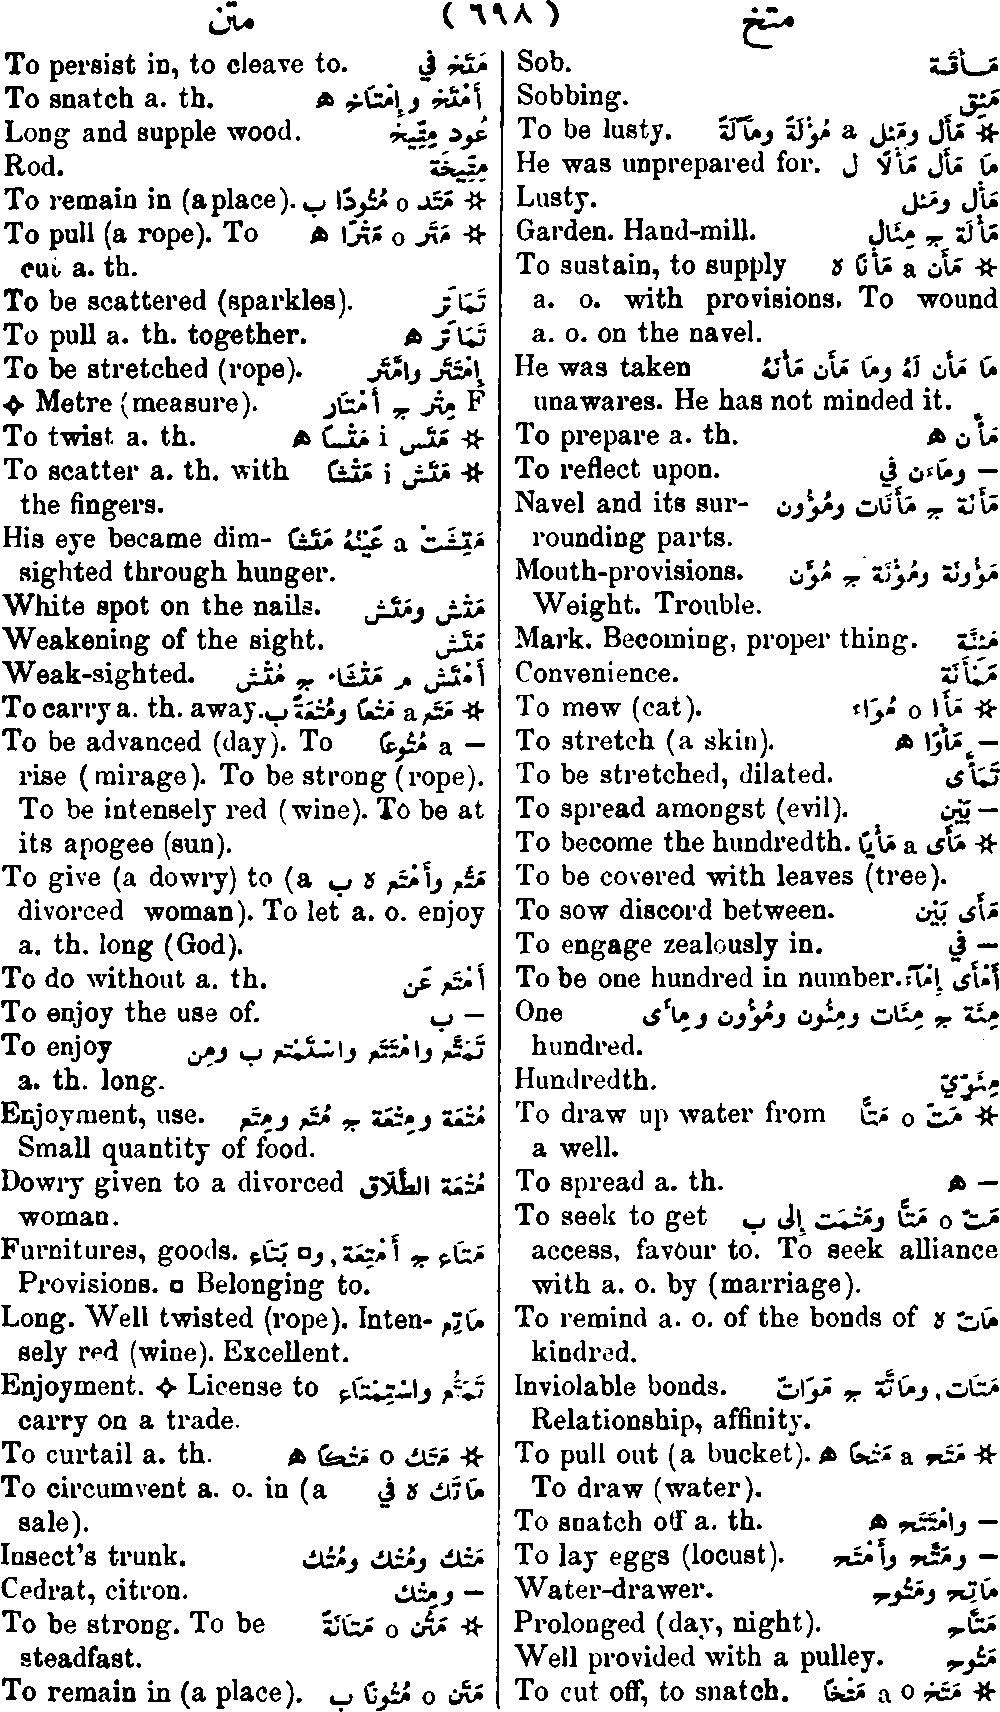 متن (٦٩٨) متخ
Sob. مَأْقَة
Sobbing. مَئِق
To be lusty. ✲ مَأَل ومَئِل a مُؤْلَةً ومَآلَةً
He was unprepared for. مَا مَأَل مَأْلًا ل
Lusty. مَأْل ومَئِل
Garden. Hand-mill. مَأْلَة ج مِئَال
To sustain, to supply ✲ مَأَن a مَأْنًا ه
a. o. with provisions. To wound
a. o. on the navel.
He was taken مَا مَأَن لَهُ ومَا مَأَن مَأْنَهُ
unawares. He has not minded it.
To prepare a. th. مَأَن ه
To reflect upon. — ومَاءَن في
Navel and its sur- مَأْنَة ج مَأْنَات ومُؤُون
rounding parts.
Mouth-provisions. مَؤُونَة ومُؤْنَة ج مُؤَن
Weight. Trouble.
Mark. Becoming, proper thing. مَئِنَّة
Convenience. مَمْأَنَة
To mew (cat). ✲ مَأَا o مُوَاء
To stretch (a skin). — مَأْوًا ه
To be stretched, dilated. تَمَأَّى
To spread amongst (evil). — بَيْن
To become the hundredth. ✲ مَأَى a مَأْيًا
To be covered with leaves (tree).
To sow discord between. مَأَى بَيْن
To engage zealously in. — في
To be one hundred in number. أَمْأَى إِمْآءً
One مِئَة ج مِئَات ومِئُون ومُؤُون ومِأًى
hundred.
Hundredth. مِئَوِيّ
To draw up water from ✲ مَتَّ o مَتًّا
a well.
To spread a. th. — ه
To seek to get مَتَّ o مَتًّا ومَتْمَت إِلى ب
access, favour to. To seek alliance
with a. o. by (marriage).
To remind a. o. of the bonds of مَاتَّ ه
kindred.
Inviolable bonds. مَتَات, ومَاتَّة ج مَوَاتّ
Relationship, affinity.
To pull out (a bucket). ✲ مَتَح a مَتْحًا ه
To draw (water).
To snatch off a. th. — وامْتَتَح ه
To lay eggs (locust). — ومَتَّح وأَمْتَح
Water-drawer. مَاتِح ومَتُوح
Prolonged (day, night). مَتَّاح
Well provided with a pulley. مَتُوح
To cut off, to snatch. ✲ مَتَخ o a مَتْخًا
To persist in, to cleave to. مَتَخ في
To snatch a. th. أَمْتَخ وإِمْتَاخ ه
Long and supple wood. عُود مِتِّيخ
Rod. مِتِّيخَة
To remain in (a place). ✲ مَتَد o مُتُودًا ب
To pull (a rope). To ✲ مَتَر o مَتْرًا ه
cut a. th.
To be scattered (sparkles). تَمَاتَر
To pull a. th. together. تَمَاتَر ه
To be stretched (rope). إِمْتَتَر وامَّتَر
✧ Metre (measure). F مِتْر ج أَمْتَار
To twist a. th. ✲ مَتَس i مَتْسًا ه
To scatter a. th. with ✲ مَتَش i مَتْشًا
the fingers.
His eye became dim- مَتِشَتْ a عَيْنُهُ مَتَشًا
sighted through hunger.
White spot on the nails. مَتْش ومَتَش
Weakening of the sight. مَتَش
Weak-sighted. أَمْتَش م مَتْشَاء ج مُتْش
To carry a. th. away. ✲ مَتَع a مَتْعًا ومُتْعَةً ب
To be advanced (day). To — a مُتُوعًا
rise (mirage). To be strong (rope).
To be intensely red (wine). To be at
its apogee (sun).
To give (a dowry) to (a مَتَّع وأَمْتَع ه ب
divorced woman). To let a. o. enjoy
a. th. long (God).
To do without a. th. أَمْتَع عَن
To enjoy the use of. — ب
To enjoy تَمَتَّع وامْتَتَع واسْتَمْتَع ب ومِن
a. th. long.
Enjoyment, use. مُتْعَة ومِتْعَة ج مُتَع ومِتَع
Small quantity of food.
Dowry given to a divorced مُتْعَة الطَّلَاق
woman.
Furnitures, goods. مَتَاع ج أَمْتِعَة, و▫ بْتَاع
Provisions. ▫ Belonging to.
Long. Well twisted (rope). Inten- مَاتِع
sely red (wine). Excellent.
Enjoyment. ✧ License to تَمَتُّع واسْتِمْتَاع
carry on a trade.
To curtail a. th. ✲ مَتَك o مَتْكًا ه
To circumvent a. o. in (a مَاتَك ه في
sale).
Insect's trunk. مَتْك ومُتْك ومُتُك
Cedrat, citron. — ومِتْك
To be strong. To be ✲ مَتُن o مَتَانَةً
steadfast.
To remain in (a place). مَتَن o مُتُونًا ب